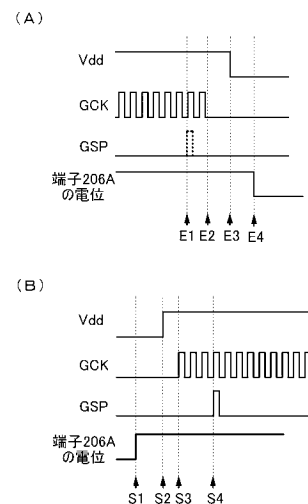 (A)
Vdd
GCK
GSP
端子206A
の電位
E1 E2 E3 E4
(B)
Vdd
GCK
GSP
端子206A
の電位
S1 S2 S3 S4